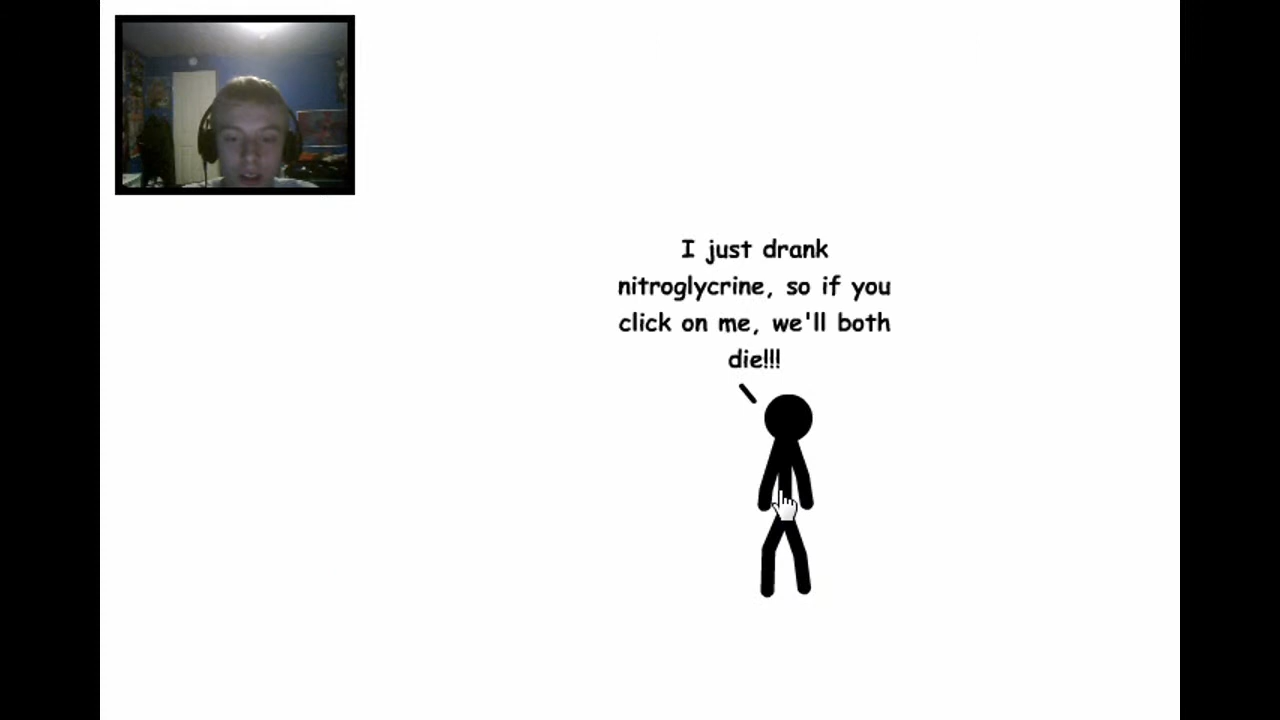 I just drank
nitroglycrine, so if you
click on me, we'll both
die!!!